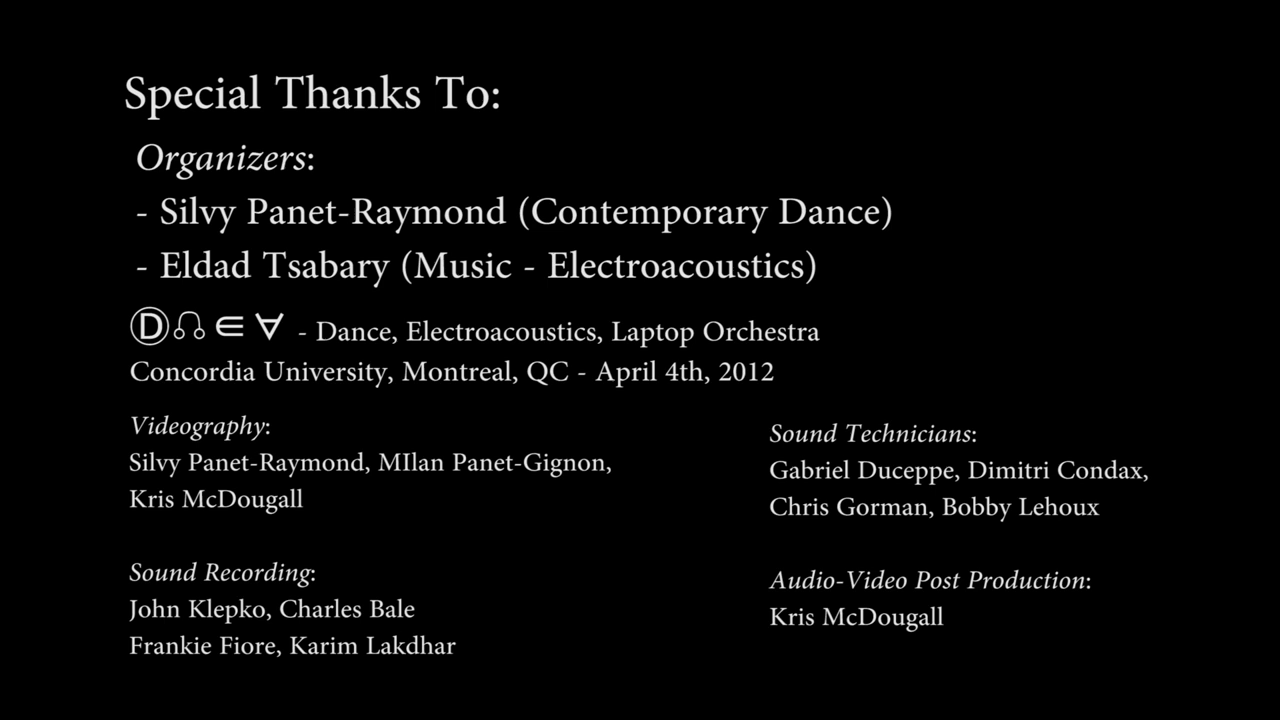 Special Thanks To:
Organizers:
- Silvy Panet-Raymond (Contemporary Dance)
- Eldad Tsabary (Music - Electroacoustics)
Ⓓ☊∈∀ - Dance, Electroacoustics, Laptop Orchestra
Concordia University, Montreal, QC - April 4th, 2012
Videography:
Silvy Panet-Raymond, MIlan Panet-Gignon,
Kris McDougall
Sound Recording:
John Klepko, Charles Bale
Frankie Fiore, Karim Lakdhar
Sound Technicians:
Gabriel Duceppe, Dimitri Condax,
Chris Gorman, Bobby Lehoux
Audio-Video Post Production:
Kris McDougall